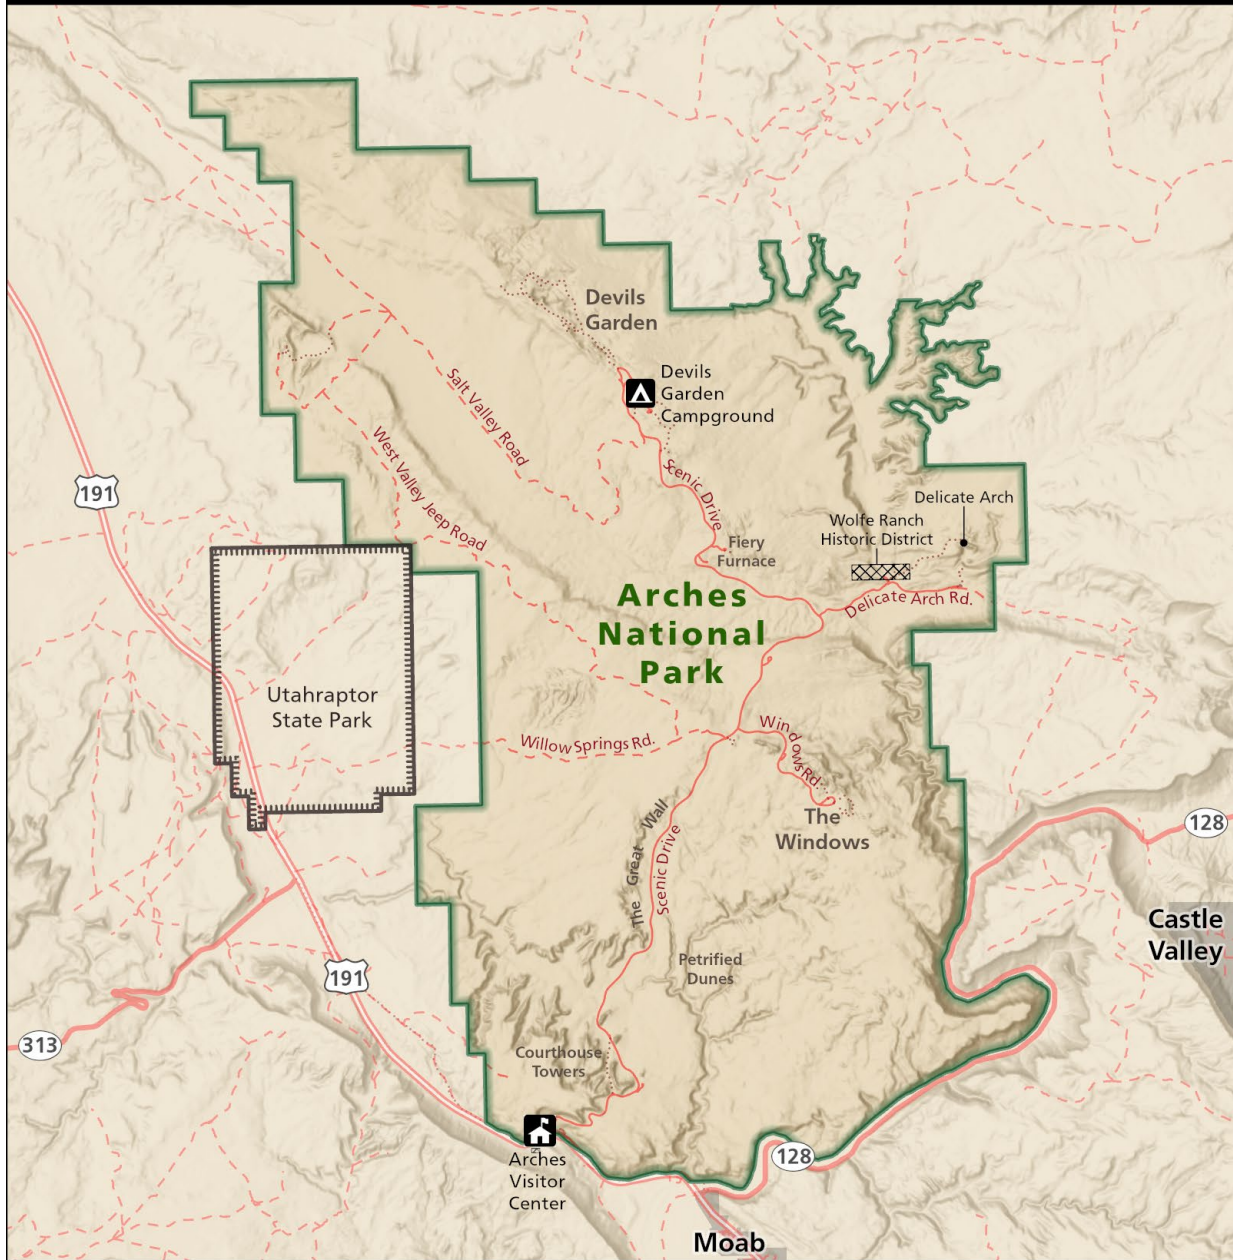 Devils
Garden
Devils
Garden
Campground
Salt Valley Road
West Valley Jeep Road
Scenic Drive
191
Delicate Arch
Wolfe Ranch
Historic District
Fiery
Furnace
Arches
National
Park
Delicate Arch Rd.
Utahraptor
State Park
Willow Springs Rd.
Windows Rd.
The
Windows
128
The Great Wall
Scenic Drive
Castle
Valley
Petrified
Dunes
191
313
Courthouse
Towers
Arches
Visitor
Center
128
Moab